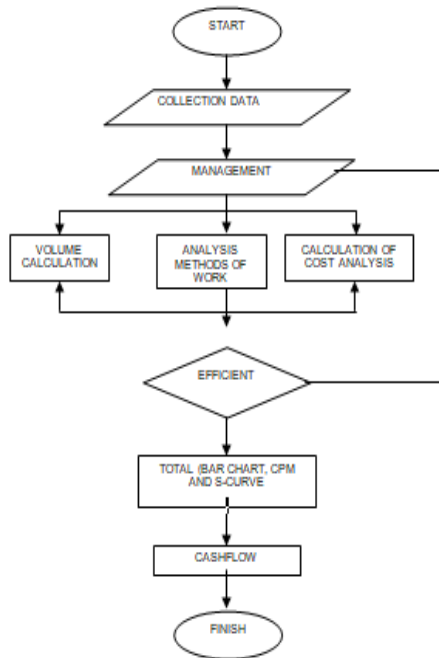 START
COLLECTION DATA
MANAGEMENT
VOLUME
CALCULATION
ANALYSIS
METHODS OF
WORK
CALCULATION OF
COST ANALYSIS
EFFICIENT
TOTAL (BAR CHART, CPM
AND S-CURVE
CASHFLOW
FINISH